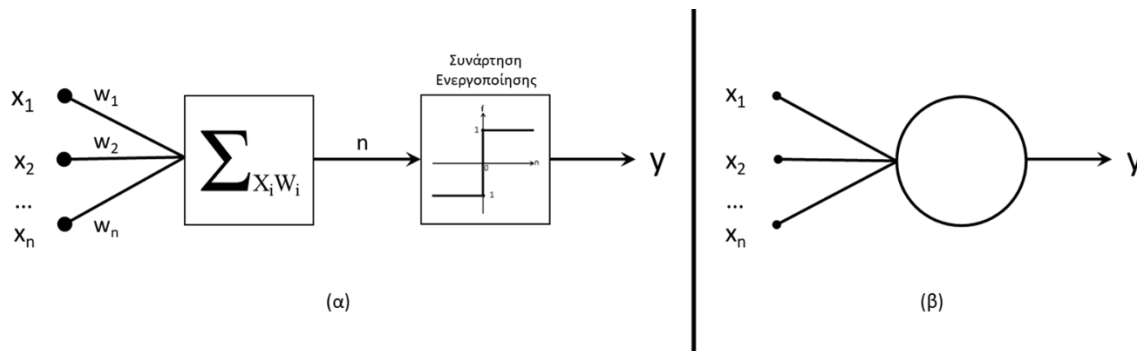 Συνάρτηση
Ενεργοποίησης
x₁ w₁
x₂ w₂
...
xₙ wₙ
∑ XᵢWᵢ
n
f
1
0
n
1
y
(α)
x₁
x₂
...
xₙ
y
(β)